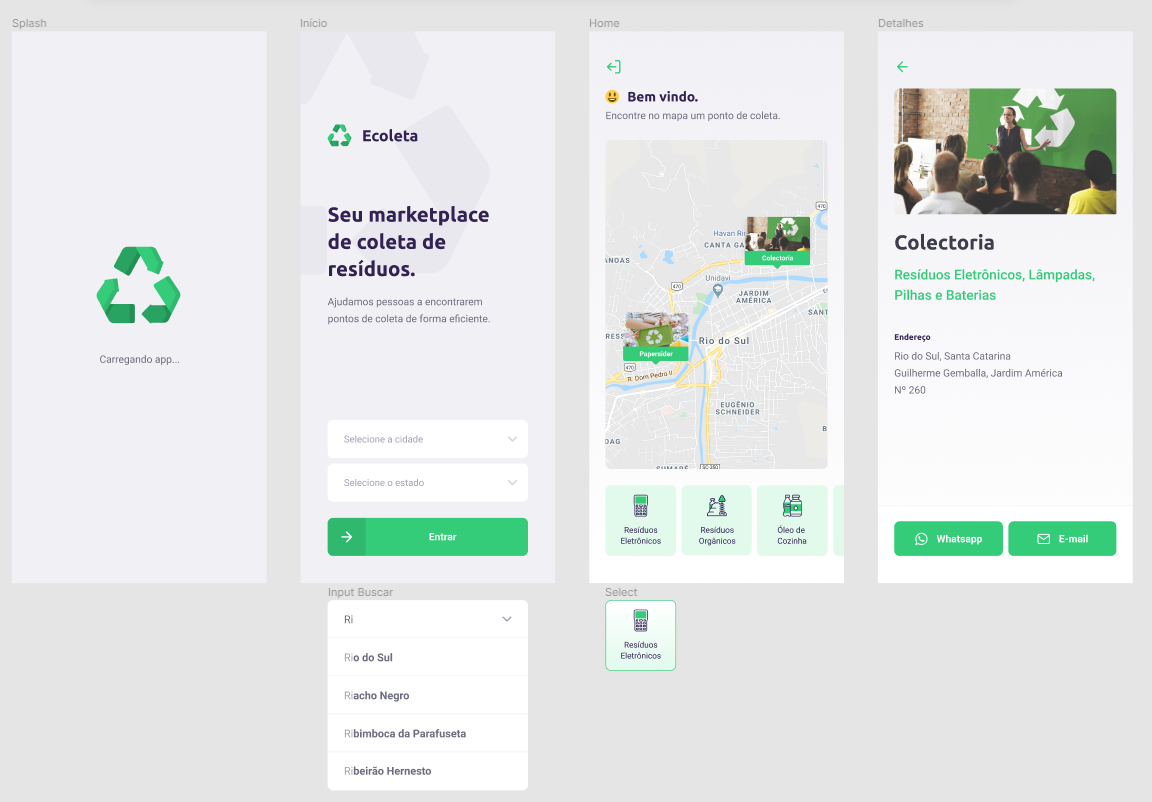 Splash
Carregando app...
Início
Ecoleta
Seu marketplace
de coleta de
resíduos.
Ajudamos pessoas a encontrarem
pontos de coleta de forma eficiente.
Selecione a cidade
Selecione o estado
Entrar
Input Buscar
Ri
Rio do Sul
Riacho Negro
Ribimboca da Parafuseta
Ribeirão Hernesto
Home
Bem vindo.
Encontre no mapa um ponto de coleta.
470
Havan Ri
CANTA GA
Colectoria
ANOAS
Unidavi
470
JARDIM
AMÉRICA
SANT
RESS
Rio do Sul
Papersider
470
R. Dom Pedro II
EUGÊNIO
SCHNEIDER
DAG
B
SUMARÉ
SC-350
Resíduos
Eletrônicos
Resíduos
Orgânicos
Óleo de
Cozinha
Select
Resíduos
Eletrônicos
Detalhes
Colectoria
Resíduos Eletrônicos, Lâmpadas,
Pilhas e Baterias
Endereço
Rio do Sul, Santa Catarina
Guilherme Gemballa, Jardim América
Nº 260
Whatsapp
E-mail